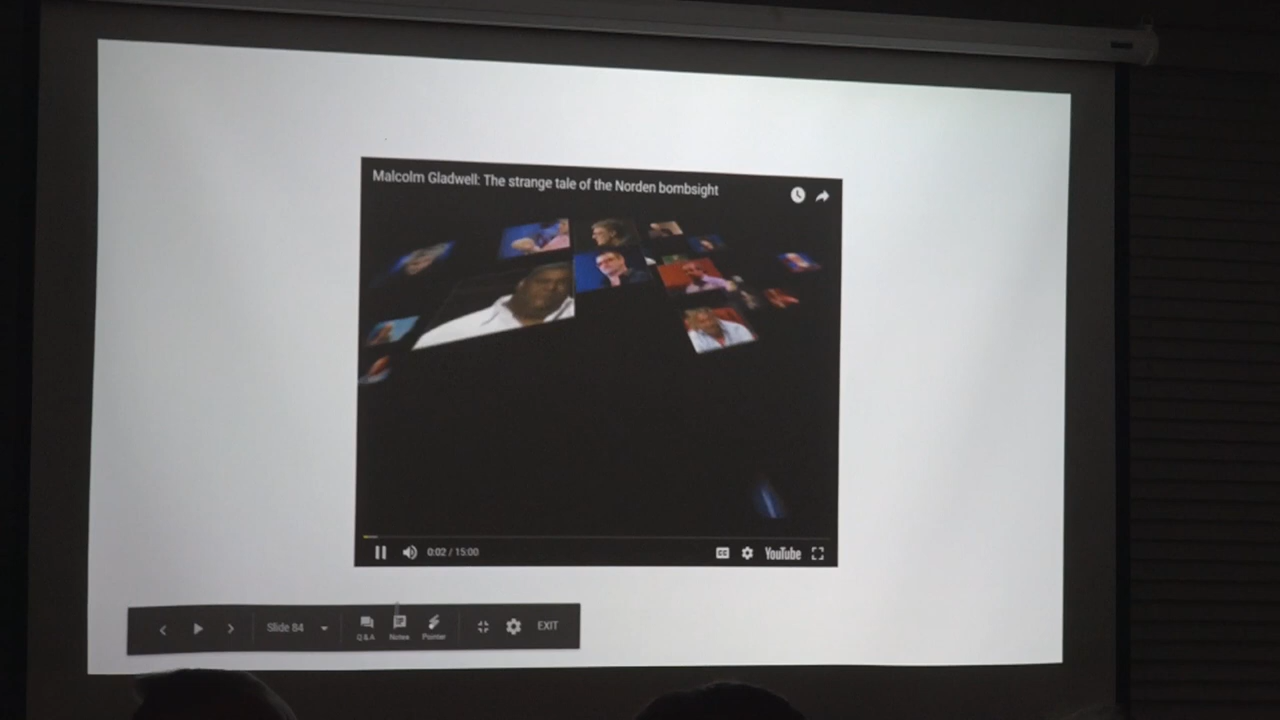 Malcolm Gladwell: The strange tale of the Norden bombsight
0:02 / 15:00
CC
YouTube
Slide 84
Q&A
Notes
Pointer
EXIT